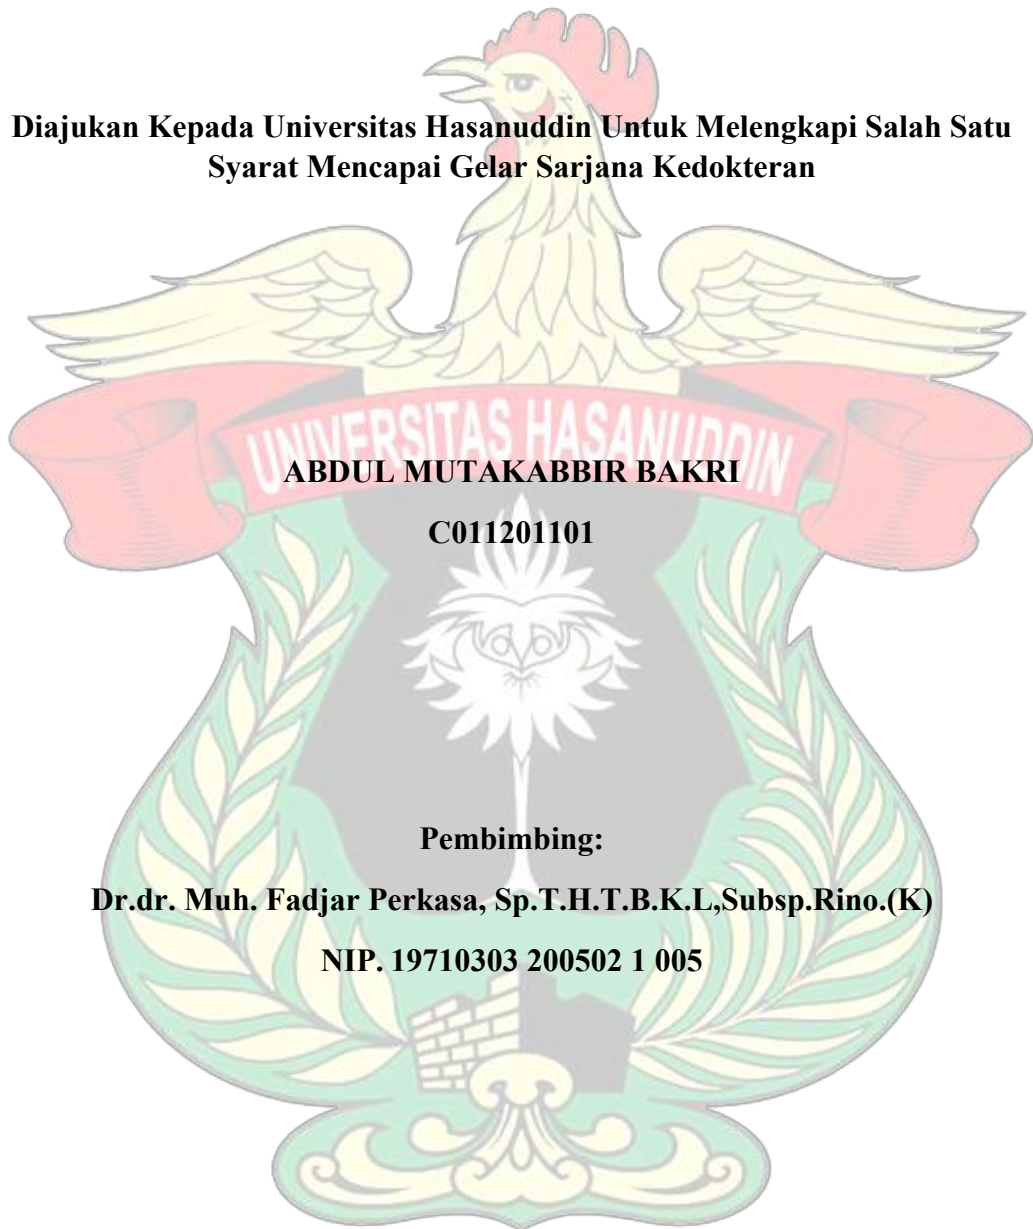 Diajukan Kepada Universitas Hasanuddin Untuk Melengkapi Salah Satu
Syarat Mencapai Gelar Sarjana Kedokteran
UNIVERSITAS HASANUDDIN
ABDUL MUTAKABBIR BAKRI
C011201101
Pembimbing:
Dr.dr. Muh. Fadjar Perkasa, Sp.T.H.T.B.K.L,Subsp.Rino.(K)
NIP. 19710303 200502 1 005